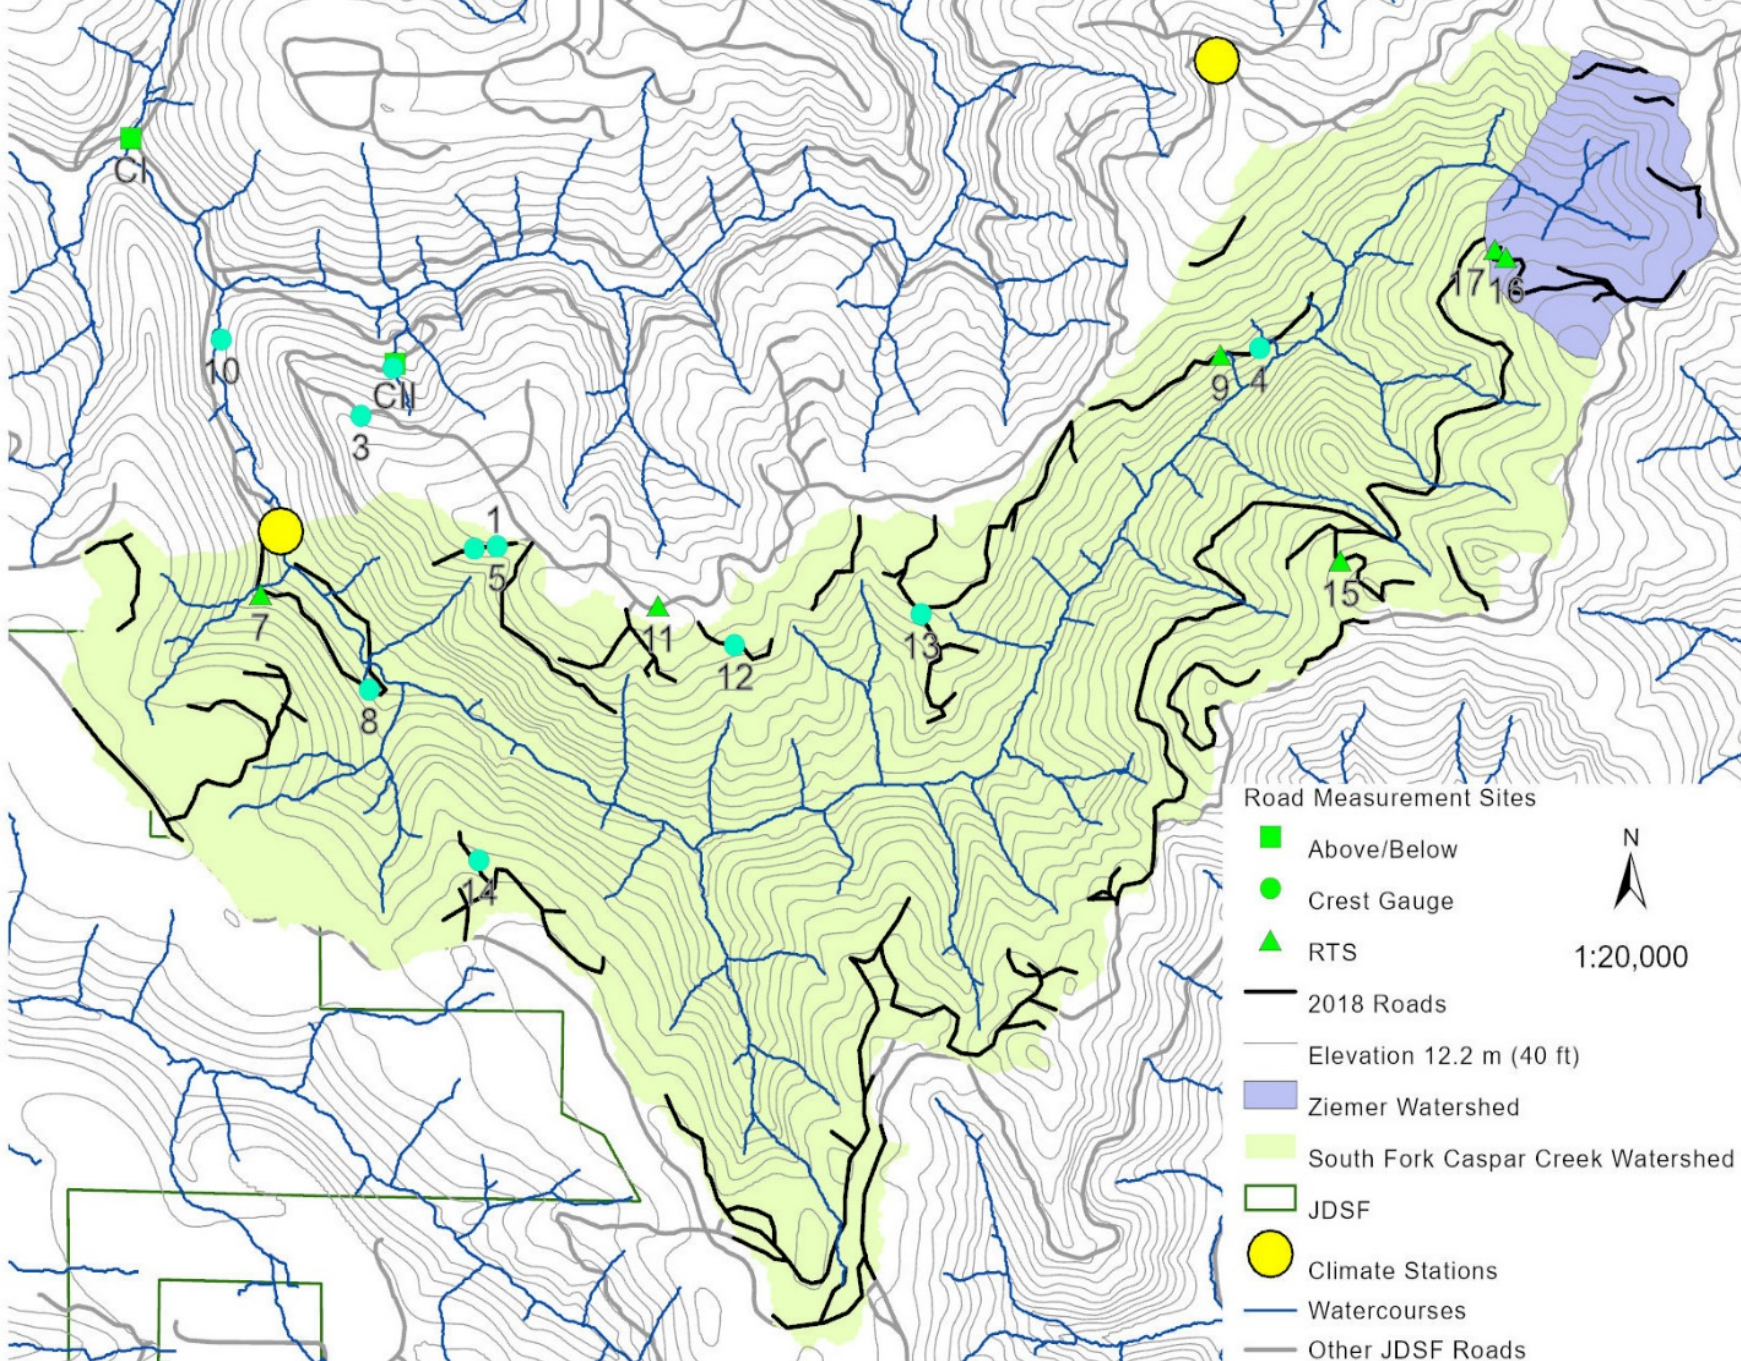 CI
17
16
10
9
4
CII
3
1
5
15
7
11
13
12
8
14
Road Measurement Sites
Above/Below
N
Crest Gauge
RTS
1:20,000
2018 Roads
Elevation 12.2 m (40 ft)
Ziemer Watershed
South Fork Caspar Creek Watershed
JDSF
Climate Stations
Watercourses
Other JDSF Roads